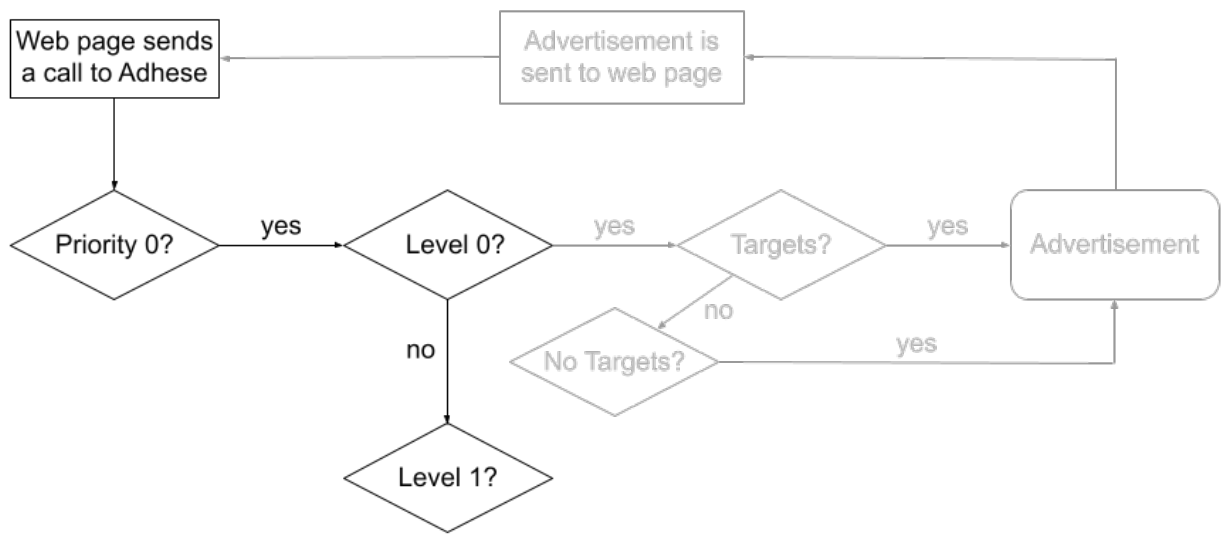 Web page sends
a call to Adhese
Advertisement is
sent to web page
Priority 0?
yes
Level 0?
yes
Targets?
yes
Advertisement
no
No Targets?
yes
no
Level 1?